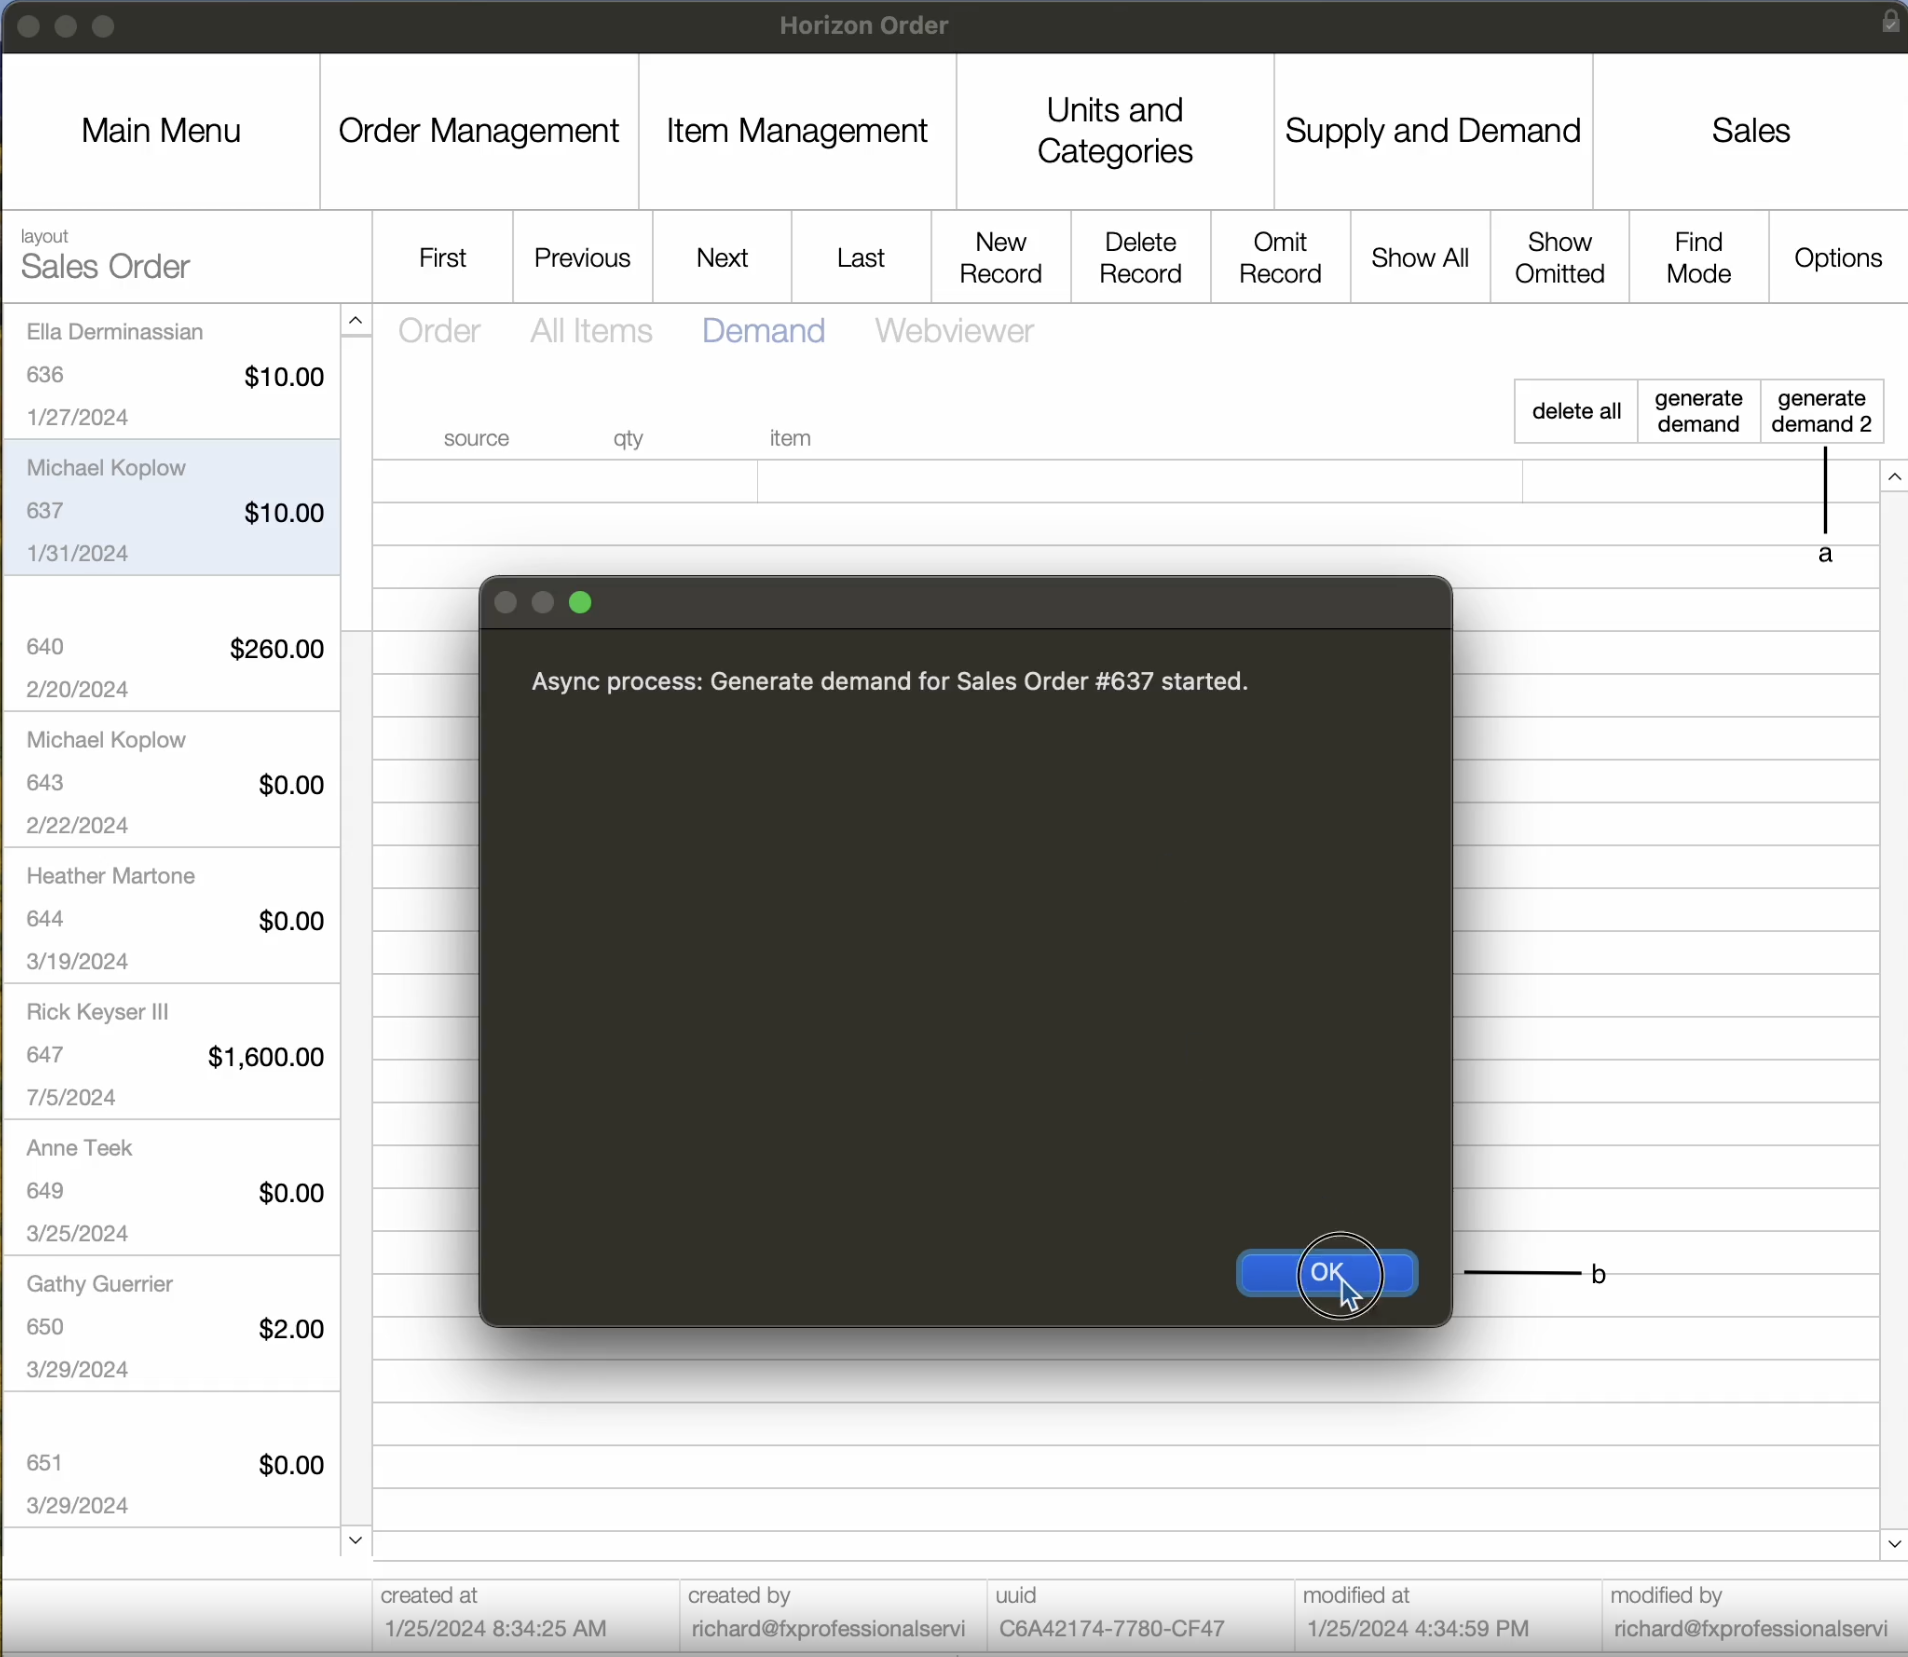 Horizon Order
Main Menu
Order Management
Item Management
Units and
Categories
Supply and Demand
Sales
layout
Sales Order
First
Previous
Next
Last
New
Record
Delete
Record
Omit
Record
Show All
Show
Omitted
Find
Mode
Options
Ella Derminassian
636 $10.00
1/27/2024
Michael Koplow
637 $10.00
1/31/2024
640 $260.00
2/20/2024
Michael Koplow
643 $0.00
2/22/2024
Heather Martone
644 $0.00
3/19/2024
Rick Keyser III
647 $1,600.00
7/5/2024
Anne Teek
649 $0.00
3/25/2024
Gathy Guerrier
650 $2.00
3/29/2024
651 $0.00
3/29/2024
Order All Items Demand Webviewer
delete all
generate
demand
generate
demand 2
source qty item
a
Async process: Generate demand for Sales Order #637 started.
OK
b
created at
1/25/2024 8:34:25 AM
created by
richard@fxprofessionalservi
uuid
C6A42174-7780-CF47
modified at
1/25/2024 4:34:59 PM
modified by
richard@fxprofessionalservi